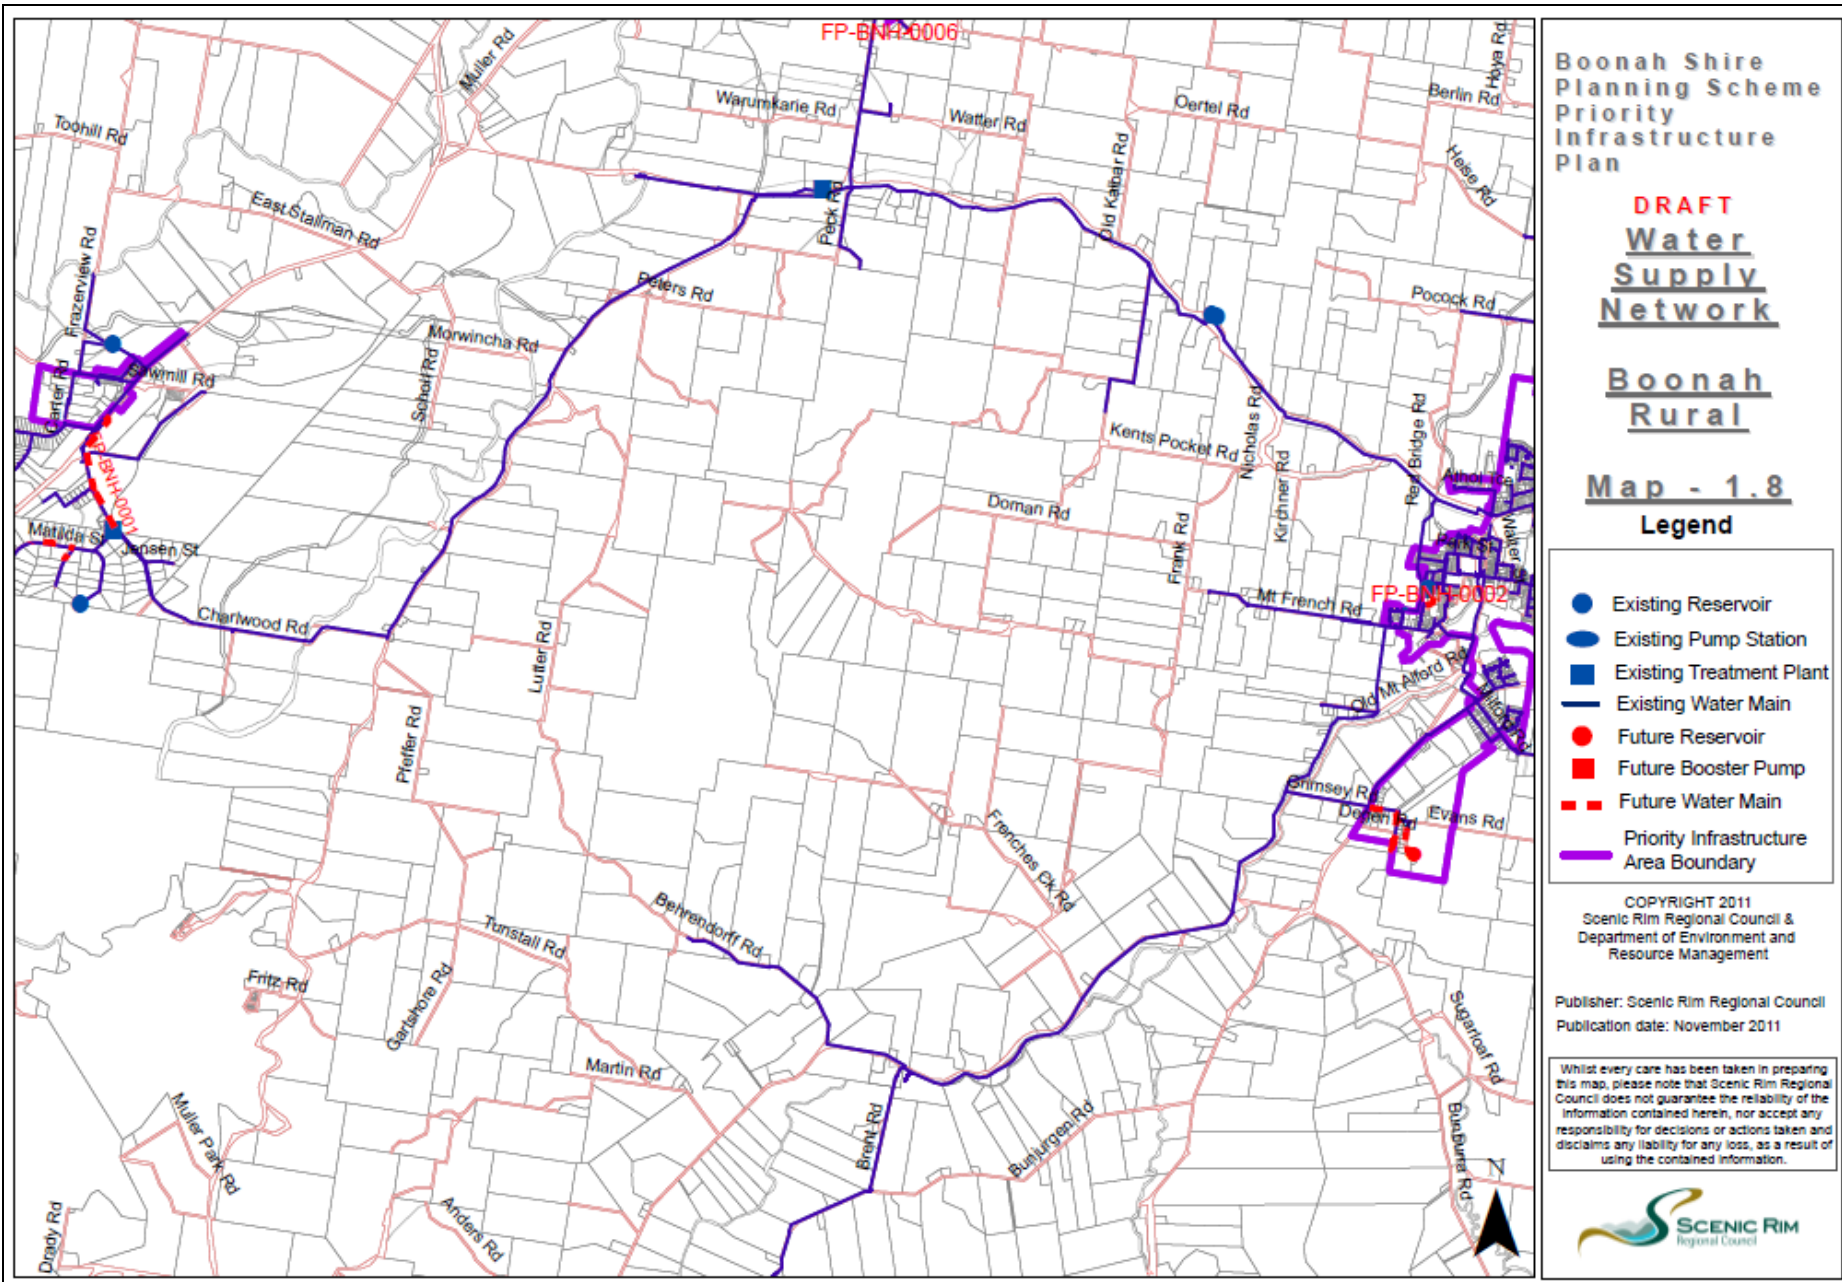 FP-BNH-0006
Muller Rd
Hoya Rd
Toohill Rd
Warumkarie Rd
Watter Rd
Oertel Rd
Berlin Rd
Heise Rd
Old Kalbar Rd
East Stallman Rd
Peck Rd
Frazerview Rd
Peters Rd
Pocock Rd
Morwincha Rd
Scholl Rd
Carter Rd
Nicholas Rd
Red Bridge Rd
Kents Pocket Rd
Kirchner Rd
FP-BNH-0001
Doman Rd
Frank Rd
Matilda St
Jansen St
FP-BNH-0002
Mt French Rd
Charlwood Rd
Lutter Rd
Old Mt Alford Rd
Milford Rd
Pfeffer Rd
Grimsey Rd
Evans Rd
Frenches Ck Rd
Behrendorff Rd
Tunstall Rd
Fritz Rd
Gartshore Rd
Sugarloaf Rd
Martin Rd
Muller Park Rd
Brent Rd
Bunjurgen Rd
Bunburra Rd
Anders Rd
Drady Rd
Boonah Shire
Planning Scheme
Priority
Infrastructure
Plan
DRAFT
Water
Supply
Network
Boonah
Rural
Map - 1.8
Legend
Existing Reservoir
Existing Pump Station
Existing Treatment Plant
Existing Water Main
Future Reservoir
Future Booster Pump
Future Water Main
Priority Infrastructure
Area Boundary
COPYRIGHT 2011
Scenic Rim Regional Council &
Department of Environment and
Resource Management
Publisher: Scenic Rim Regional Council
Publication date: November 2011
Whilst every care has been taken in preparing
this map, please note that Scenic Rim Regional
Council does not guarantee the reliability of the
information contained herein, nor accept any
responsibility for decisions or actions taken and
disclaims any liability for any loss, as a result of
using the contained information.
N
SCENIC RIM
Regional Council